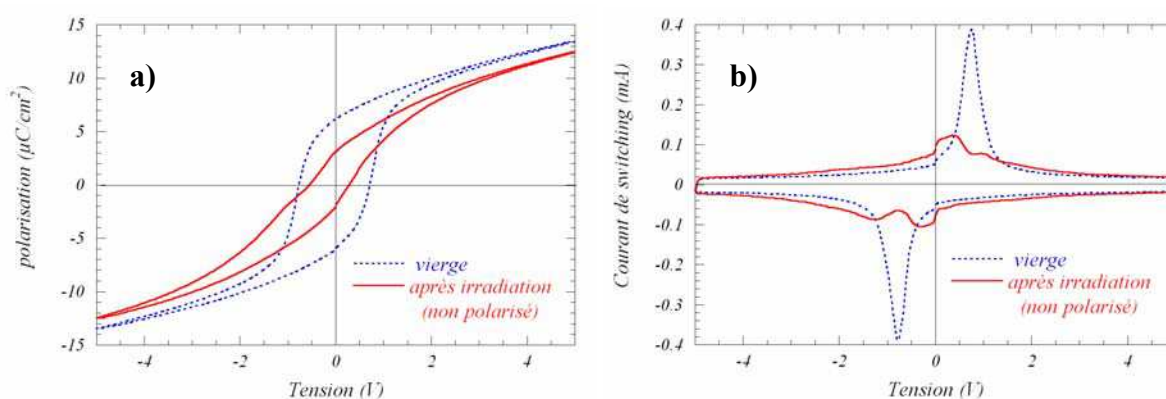 a)
polarisation (µC/cm²)
15
10
5
0
-5
-10
-15
-4
-2
0
2
4
Tension (V)
vierge
après irradiation
(non polarisé)
b)
Courant de switching (mA)
0.4
0.3
0.2
0.1
0
-0.1
-0.2
-0.3
-0.4
-4
-2
0
2
4
Tension (V)
vierge
après irradiation
(non polarisé)